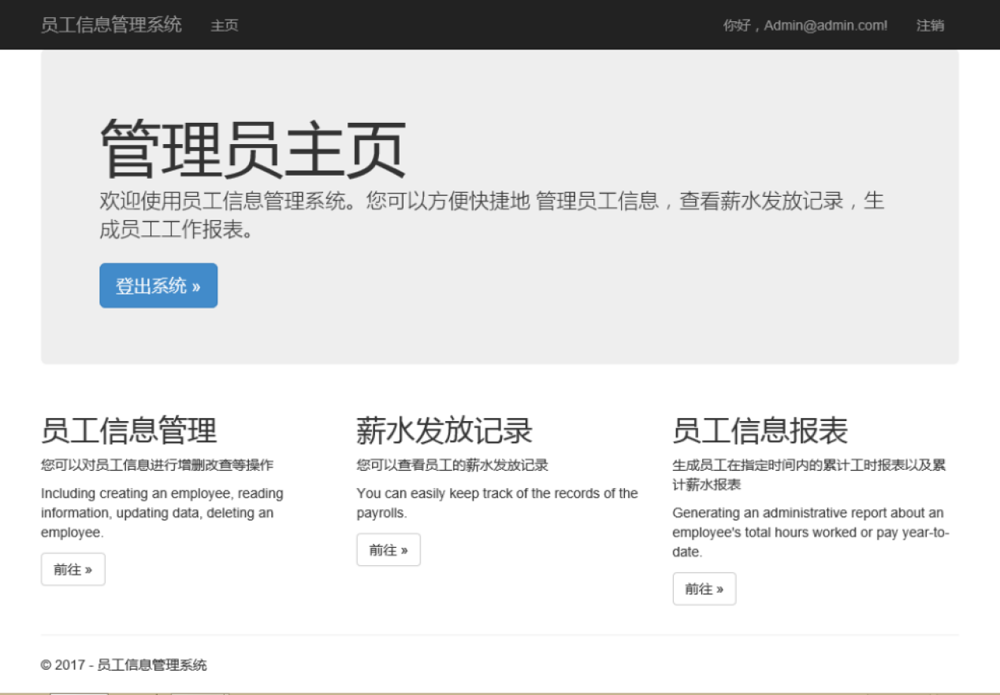 员工信息管理系统 主页 你好，Admin@admin.com! 注销
管理员主页
欢迎使用员工信息管理系统。您可以方便快捷地 管理员工信息，查看薪水发放记录，生
成员工工作报表。
登出系统 »
员工信息管理
您可以对员工信息进行增删改查等操作
Including creating an employee, reading
information, updating data, deleting an
employee.
前往 »
薪水发放记录
您可以查看员工的薪水发放记录
You can easily keep track of the records of the
payrolls.
前往 »
员工信息报表
生成员工在指定时间内的累计工时报表以及累
计薪水报表
Generating an administrative report about an
employee's total hours worked or pay year-to-
date.
前往 »
© 2017 - 员工信息管理系统